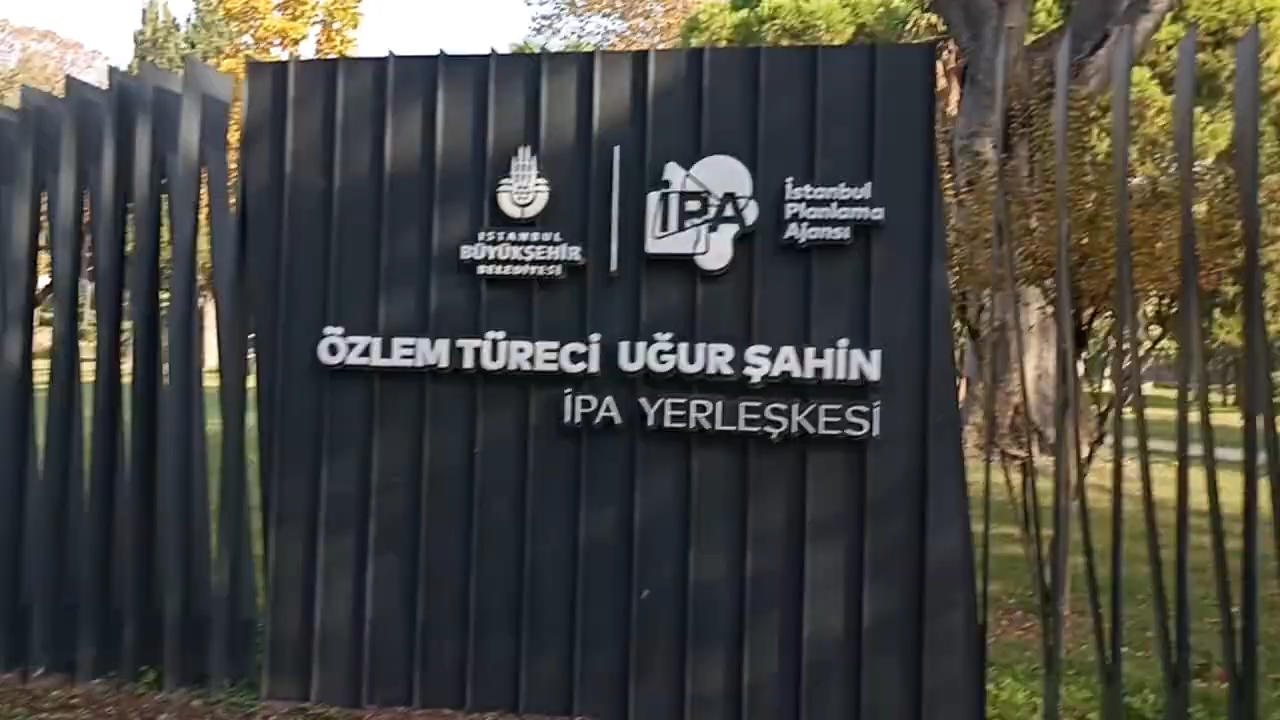 İSTANBUL
BÜYÜKŞEHİR
BELEDİYESİ
İPA
İstanbul
Planlama
Ajansı
ÖZLEM TÜRECİ UĞUR ŞAHİN
İPA YERLEŞKESİ